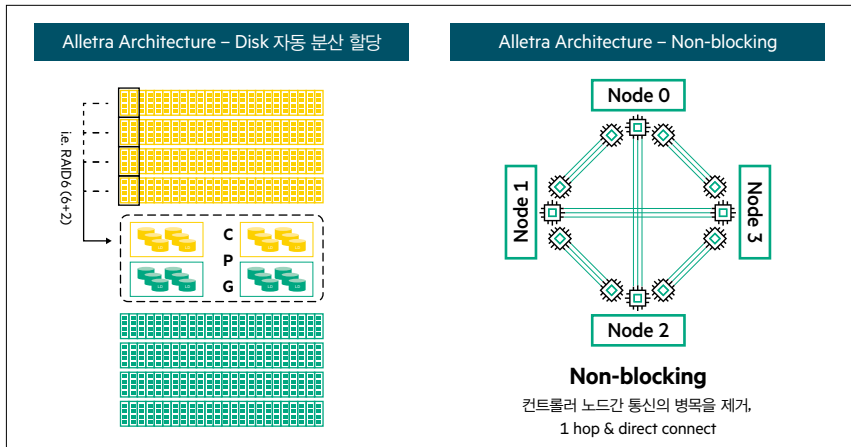 Alletra Architecture – Disk 자동 분산 할당
i.e. RAID6 (6+2)
C
P
G
Alletra Architecture – Non-blocking
Node 0
Node 1
Node 3
Node 2
Non-blocking
컨트롤러 노드간 통신의 병목을 제거,
1 hop & direct connect